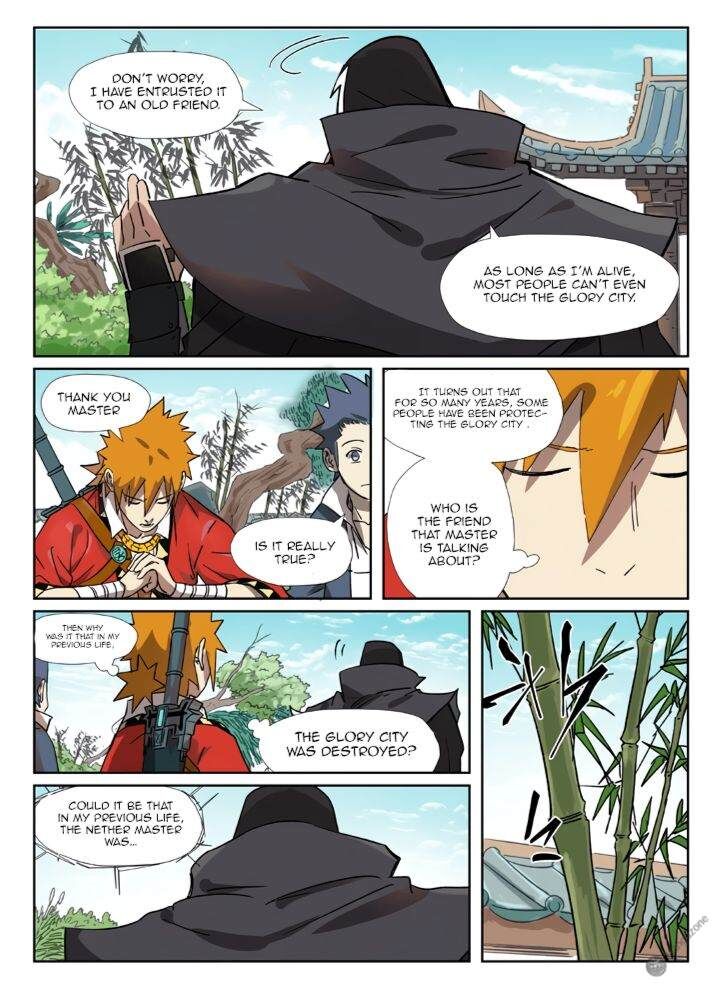 DON'T WORRY,
I HAVE ENTRUSTED IT
TO AN OLD FRIEND.
AS LONG AS I'M ALIVE,
MOST PEOPLE CAN'T EVEN
TOUCH THE GLORY CITY.
THANK YOU
MASTER
IS IT REALLY
TRUE?
IT TURNS OUT THAT
FOR SO MANY YEARS, SOME
PEOPLE HAVE BEEN PROTEC-
TING THE GLORY CITY .
WHO IS
THE FRIEND
THAT MASTER
IS TALKING
ABOUT?
THEN WHY
WAS IT THAT IN MY
PREVIOUS LIFE,
THE GLORY CITY
WAS DESTROYED?
COULD IT BE THAT
IN MY PREVIOUS LIFE,
THE NETHER MASTER
WAS...